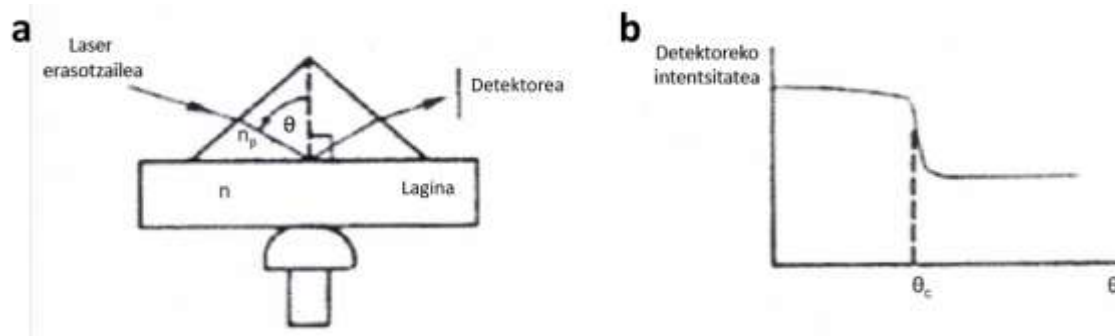 a
Laser
erasotzailea
Detektorea
n_p
θ
n
Lagina
b
Detektoreko
intentsitatea
θ_c
θ